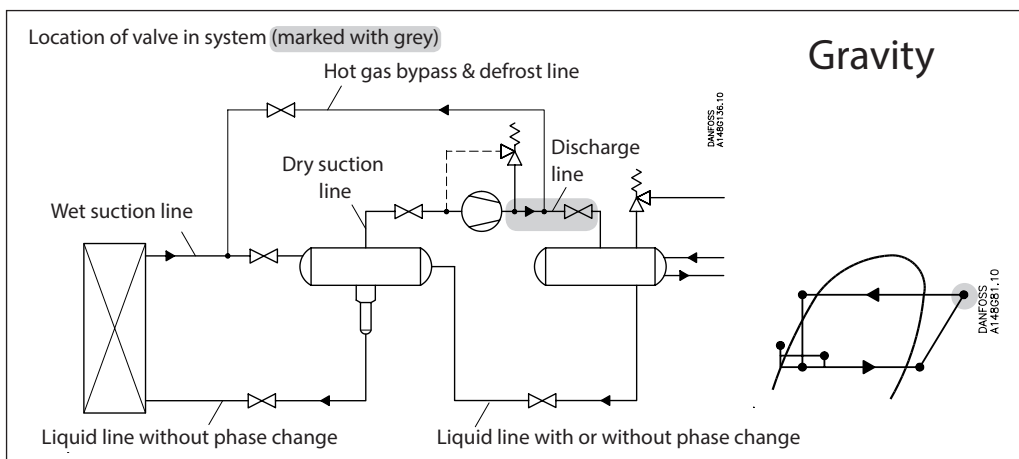 Location of valve in system (marked with grey)
Gravity
Hot gas bypass & defrost line
DANFOSS
A148G136.10
Dry suction
line
Discharge
line
Wet suction line
DANFOSS
A148G81.10
Liquid line without phase change
Liquid line with or without phase change